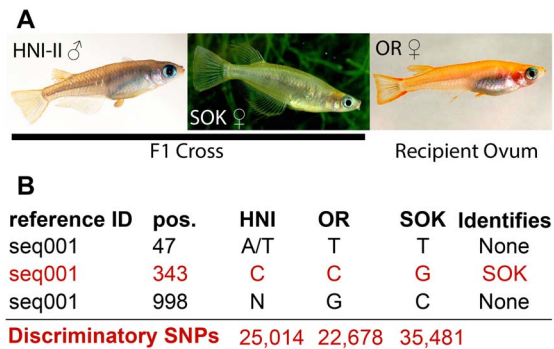 A
HNI-II ♂
SOK ♀
OR ♀
F1 Cross
Recipient Ovum
B
reference ID pos. HNI OR SOK Identifies
seq001 47 A/T T T None
seq001 343 C C G SOK
seq001 998 N G C None
Discriminatory SNPs 25,014 22,678 35,481